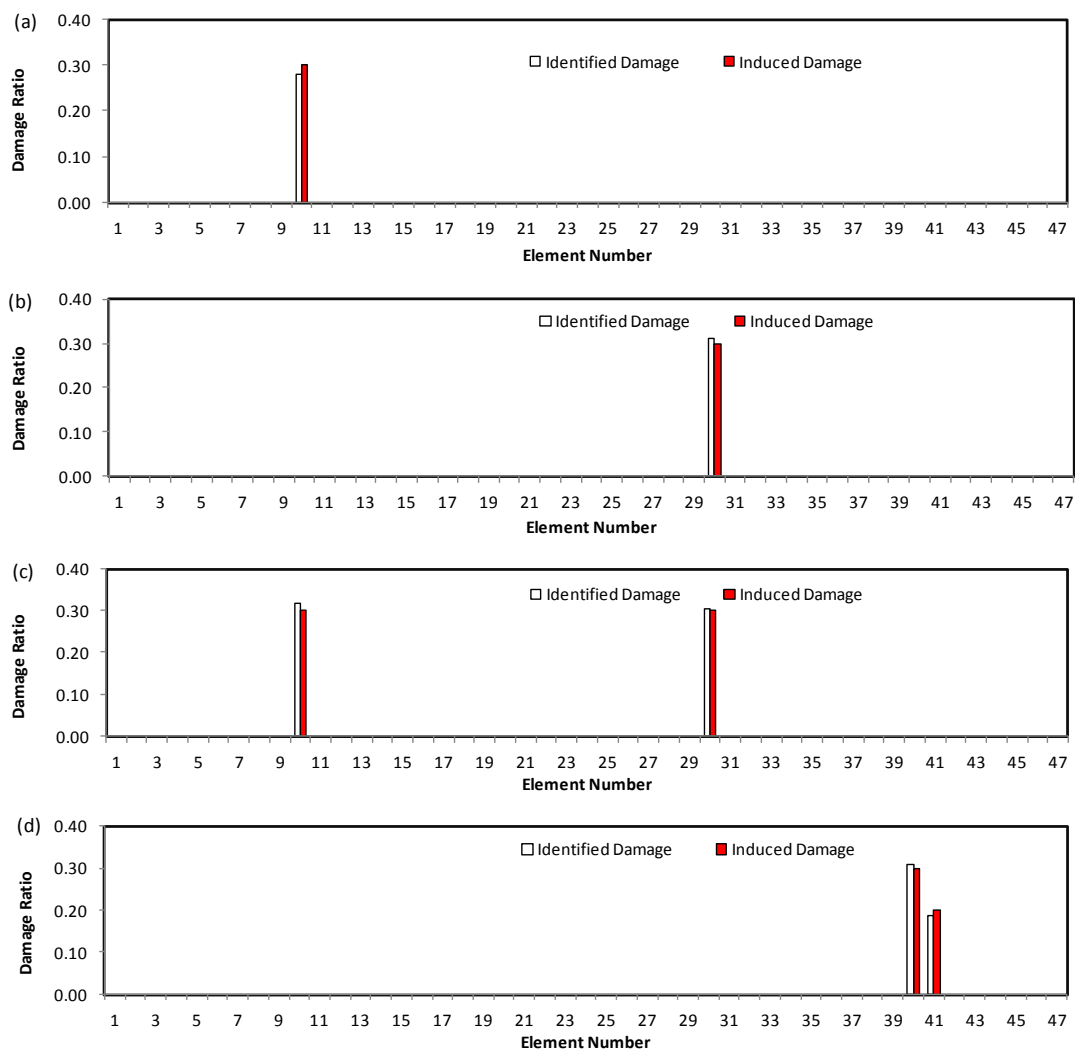 (a)
0.40
0.30
0.20
0.10
0.00
Damage Ratio
Identified Damage Induced Damage
1 3 5 7 9 11 13 15 17 19 21 23 25 27 29 31 33 35 37 39 41 43 45 47
Element Number
(b)
0.40
0.30
0.20
0.10
0.00
Damage Ratio
Identified Damage Induced Damage
1 3 5 7 9 11 13 15 17 19 21 23 25 27 29 31 33 35 37 39 41 43 45 47
Element Number
(c)
0.40
0.30
0.20
0.10
0.00
Damage Ratio
Identified Damage Induced Damage
1 3 5 7 9 11 13 15 17 19 21 23 25 27 29 31 33 35 37 39 41 43 45 47
Element Number
(d)
0.40
0.30
0.20
0.10
0.00
Damage Ratio
Identified Damage Induced Damage
1 3 5 7 9 11 13 15 17 19 21 23 25 27 29 31 33 35 37 39 41 43 45 47
Element Number